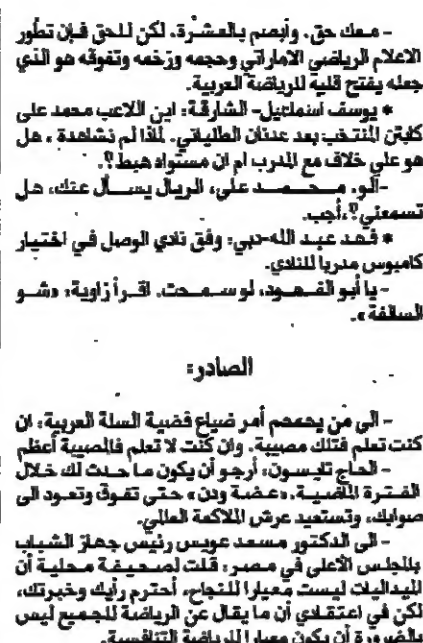 - معك حق. وأبصم بالعشرة. لكن للحق فإن تطور
الاعلام الرياضي الاماراتي وحجمه وزخمه وتفوقه هو الذي
جعله يفتح قلبه للرياضة العربية.
* يوسف اسماعيل- الشارقة: اين اللاعب محمد علي
كابتن المنتخب بعد عدنان الطلياني. لماذا لم نشاهدة ، هل
هو على خلاف مع المدرب ام ان مستواه هبط؟.
-الو، مـحـمـد علي، الريال يسـأل عنك، هل
تسمعني؟،أجب.
* فهد عبد الله-دبي: وفق نادي الوصل في اختيار
كامبوس مدربا للنادي.
- يا أبو الفهود، لو سمحت. اقرأ زاوية، «شو
السالفة».
الصادر:
- الى من يهمهم أمر ضياع قضية السلة العربية، ان
كنت تعلم فتلك مصيبة. وان كنت لا تعلم فالمصيبة أعظم
- الحاج تايسون، أرجو أن يكون ما حدث لك خلال
الفترة الماضية. «عضة ودن» حتى تفوق وتعود الى
صوابك، وتستعيد عرش الملاكمة العالمي.
- الى الدكتور مسعد عويس رئيس جهاز الشباب
بالمجلس الأعلى في مصر، قلت لصحيفة محلية أن
الميداليات ليست معيارا للنجاح، أحترم رأيك وخبرتك،
لكن في اعتقادي أن ما يقال عن الرياضة للجميع ليس
بالضرورة أن يكون معيارا للرياضة التنافسية.